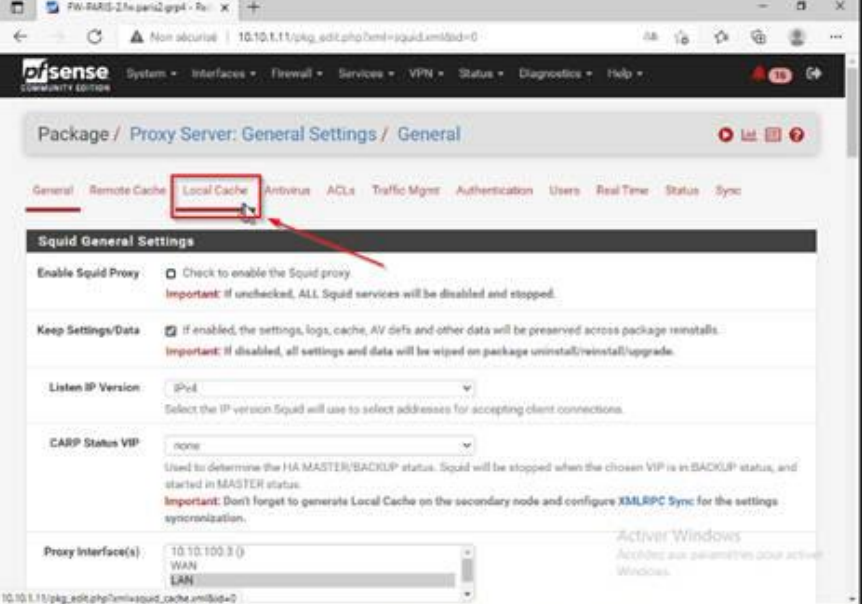 FW-PARIS-2.fw.paris2.grp4 - Pac
Non sécurisé 10.10.1.11/pkg_edit.php?xml=squid.xml&id=0
pfsense System Interfaces Firewall Services VPN Status Diagnostics Help 16
COMMUNITY EDITION
Package / Proxy Server: General Settings / General
General Remote Cache Local Cache Antivirus ACLs Traffic Mgmt Authentication Users Real Time Status Sync
Squid General Settings
Enable Squid Proxy Check to enable the Squid proxy.
Important: If unchecked, ALL Squid services will be disabled and stopped.
Keep Settings/Data If enabled, the settings, logs, cache, AV defs and other data will be preserved across package reinstalls.
Important: If disabled, all settings and data will be wiped on package uninstall/reinstall/upgrade.
Listen IP Version IPv4
Select the IP version Squid will use to select addresses for accepting client connections.
CARP Status VIP none
Used to determine the HA MASTER/BACKUP status. Squid will be stopped when the chosen VIP is in BACKUP status, and
started in MASTER status.
Important: Don't forget to generate Local Cache on the secondary node and configure XMLRPC Sync for the settings
syncronization.
Activer Windows
Accédez aux paramètres pour activer
Windows.
Proxy Interface(s) 10.10.100.3 ()
WAN
LAN
10.10.1.11/pkg_edit.php?xml=squid_cache.xml&id=0